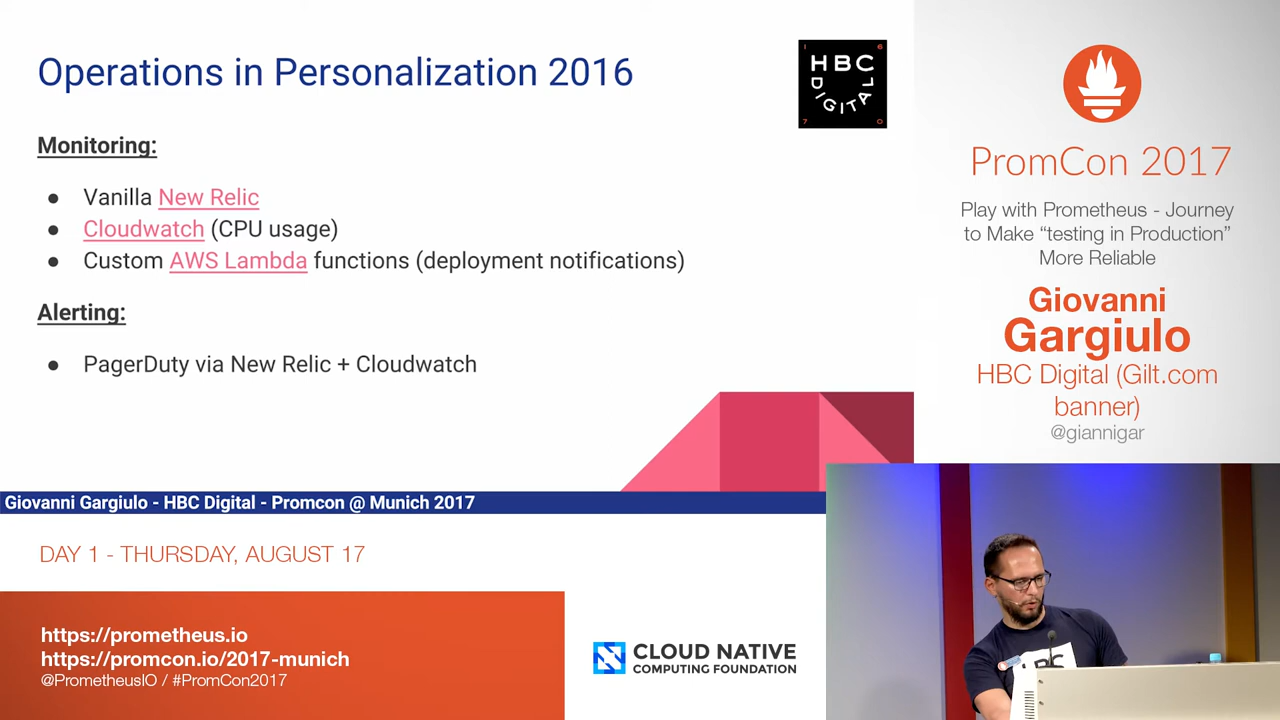 Operations in Personalization 2016
HBC
DIGITAL
Monitoring:
● Vanilla New Relic
● Cloudwatch (CPU usage)
● Custom AWS Lambda functions (deployment notifications)
Alerting:
● PagerDuty via New Relic + Cloudwatch
Giovanni Gargiulo - HBC Digital - Promcon @ Munich 2017
PromCon 2017
Play with Prometheus - Journey
to Make “testing in Production”
More Reliable
Giovanni
Gargiulo
HBC Digital (Gilt.com
banner)
@giannigar
DAY 1 - THURSDAY, AUGUST 17
https://prometheus.io
https://promcon.io/2017-munich
@PrometheusIO / #PromCon2017
CLOUD NATIVE
COMPUTING FOUNDATION
HBC